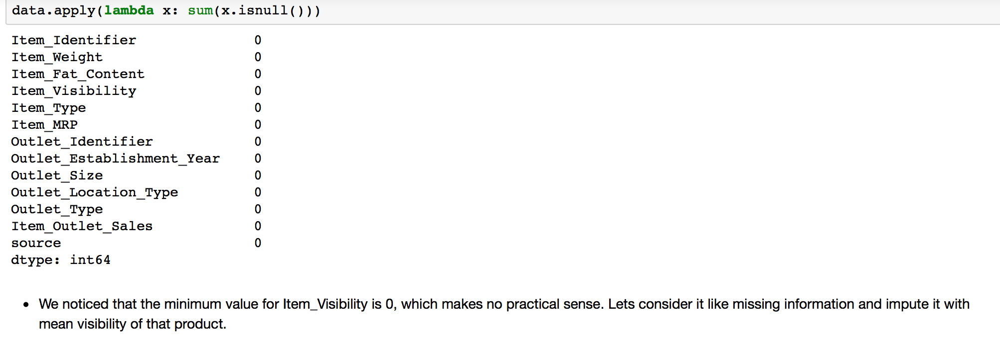 data.apply(lambda x: sum(x.isnull()))
Item_Identifier 0
Item_Weight 0
Item_Fat_Content 0
Item_Visibility 0
Item_Type 0
Item_MRP 0
Outlet_Identifier 0
Outlet_Establishment_Year 0
Outlet_Size 0
Outlet_Location_Type 0
Outlet_Type 0
Item_Outlet_Sales 0
source 0
dtype: int64
• We noticed that the minimum value for Item_Visibility is 0, which makes no practical sense. Lets consider it like missing information and impute it with
mean visibility of that product.